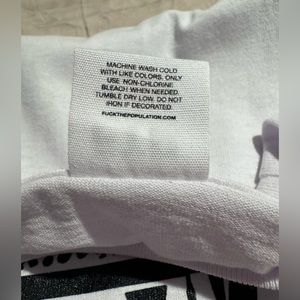 MACHINE WASH COLD
WITH LIKE COLORS. ONLY
USE NON-CHLORINE
BLEACH WHEN NEEDED.
TUMBLE DRY LOW. DO NOT
IRON IF DECORATED.
FUCKTHEPOPULATION.COM